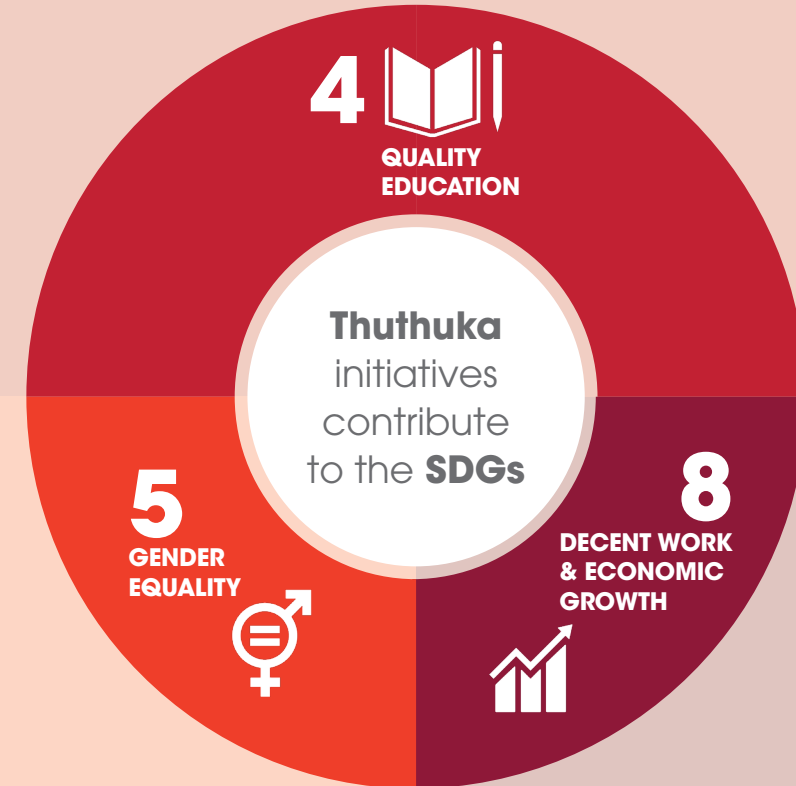 4
QUALITY
EDUCATION
Thuthuka
initiatives
contribute
to the SDGs
5
GENDER
EQUALITY
8
DECENT WORK
& ECONOMIC
GROWTH